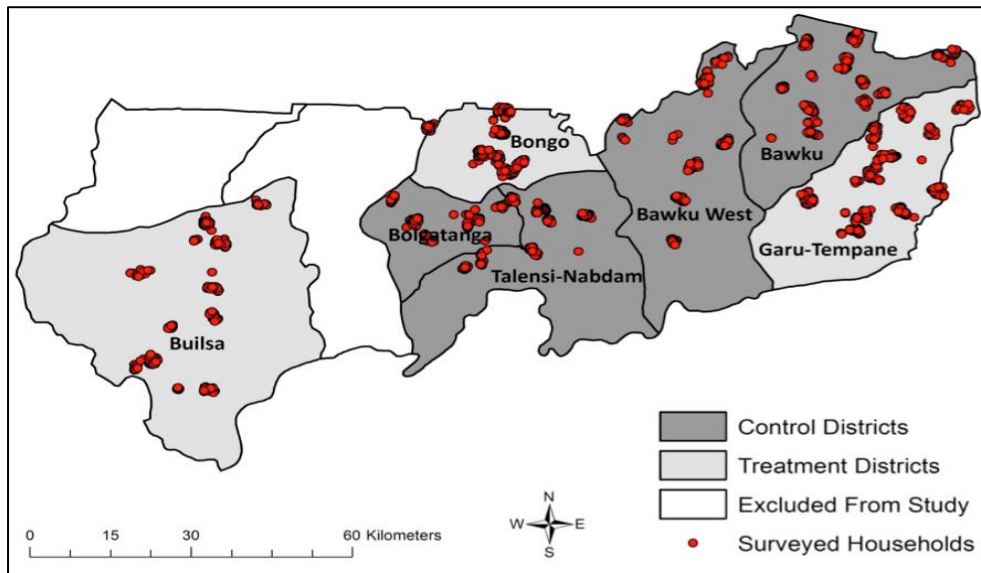 Bongo
Bawku
Bolgatanga
Bawku West
Talensi-Nabdam
Garu-Tempane
Builsa
Control Districts
Treatment Districts
Excluded From Study
Surveyed Households
N
W E
S
0 15 30 60 Kilometers